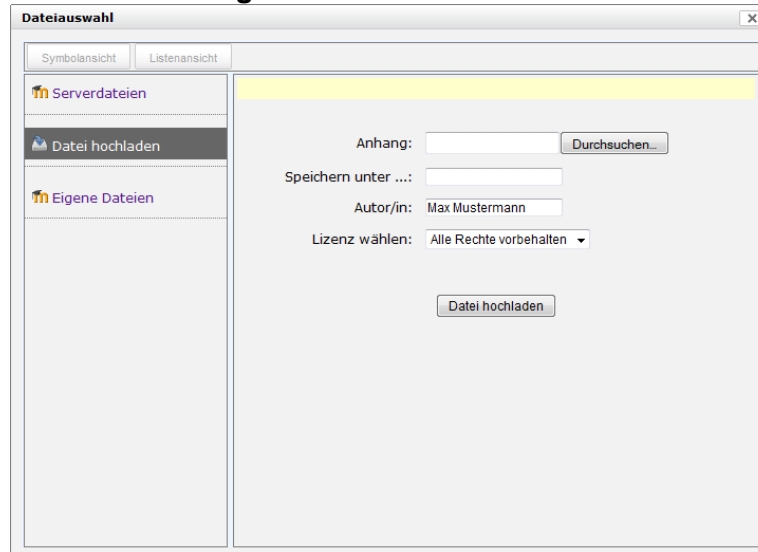 Dateiauswahl
Symbolansicht Listenansicht
Serverdateien
Datei hochladen
Eigene Dateien
Anhang: Durchsuchen...
Speichern unter ...:
Autor/in: Max Mustermann
Lizenz wählen: Alle Rechte vorbehalten
Datei hochladen